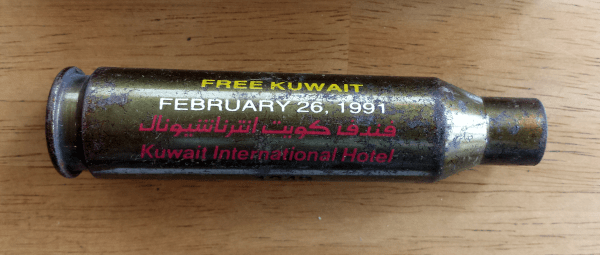 FREE KUWAIT
FEBRUARY 26, 1991
فندق كويت انترناشيونال
Kuwait International Hotel